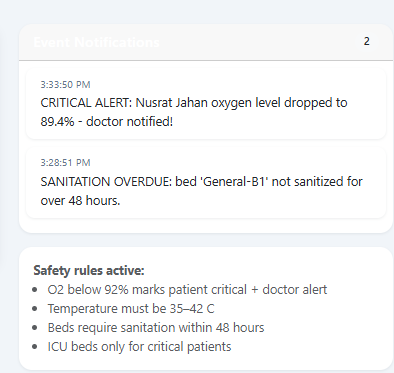 Event Notifications 2
3:33:50 PM
CRITICAL ALERT: Nusrat Jahan oxygen level dropped to
89.4% - doctor notified!
3:28:51 PM
SANITATION OVERDUE: bed 'General-B1' not sanitized for
over 48 hours.
Safety rules active:
• O2 below 92% marks patient critical + doctor alert
• Temperature must be 35–42 C
• Beds require sanitation within 48 hours
• ICU beds only for critical patients